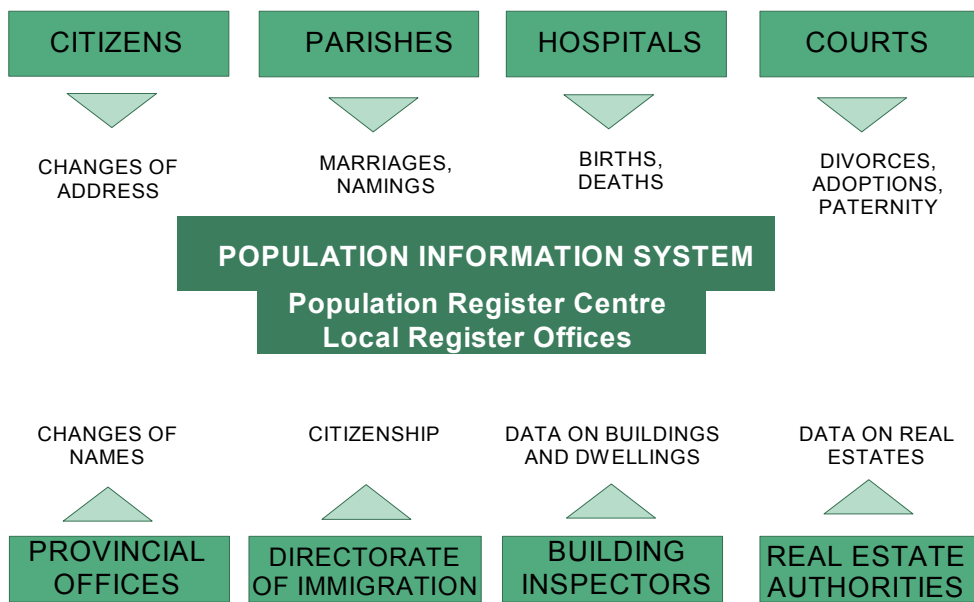 CITIZENS
PARISHES
HOSPITALS
COURTS
CHANGES OF
ADDRESS
MARRIAGES,
NAMINGS
BIRTHS,
DEATHS
DIVORCES,
ADOPTIONS,
PATERNITY
POPULATION INFORMATION SYSTEM
Population Register Centre
Local Register Offices
CHANGES OF
NAMES
CITIZENSHIP
DATA ON BUILDINGS
AND DWELLINGS
DATA ON REAL
ESTATES
PROVINCIAL
OFFICES
DIRECTORATE
OF IMMIGRATION
BUILDING
INSPECTORS
REAL ESTATE
AUTHORITIES